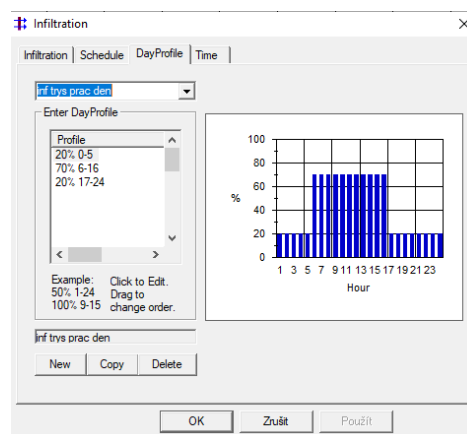 Infiltration
Infiltration Schedule DayProfile Time
inf trys prac den
Enter DayProfile
Profile
20% 0-5
70% 6-16
20% 17-24
Example: Click to Edit.
50% 1-24 Drag to
100% 9-15 change order.
inf trys prac den
New Copy Delete
100
80
60
%
40
20
0
1 3 5 7 9 11 13 15 17 19 21 23
Hour
OK Zrušit Použít